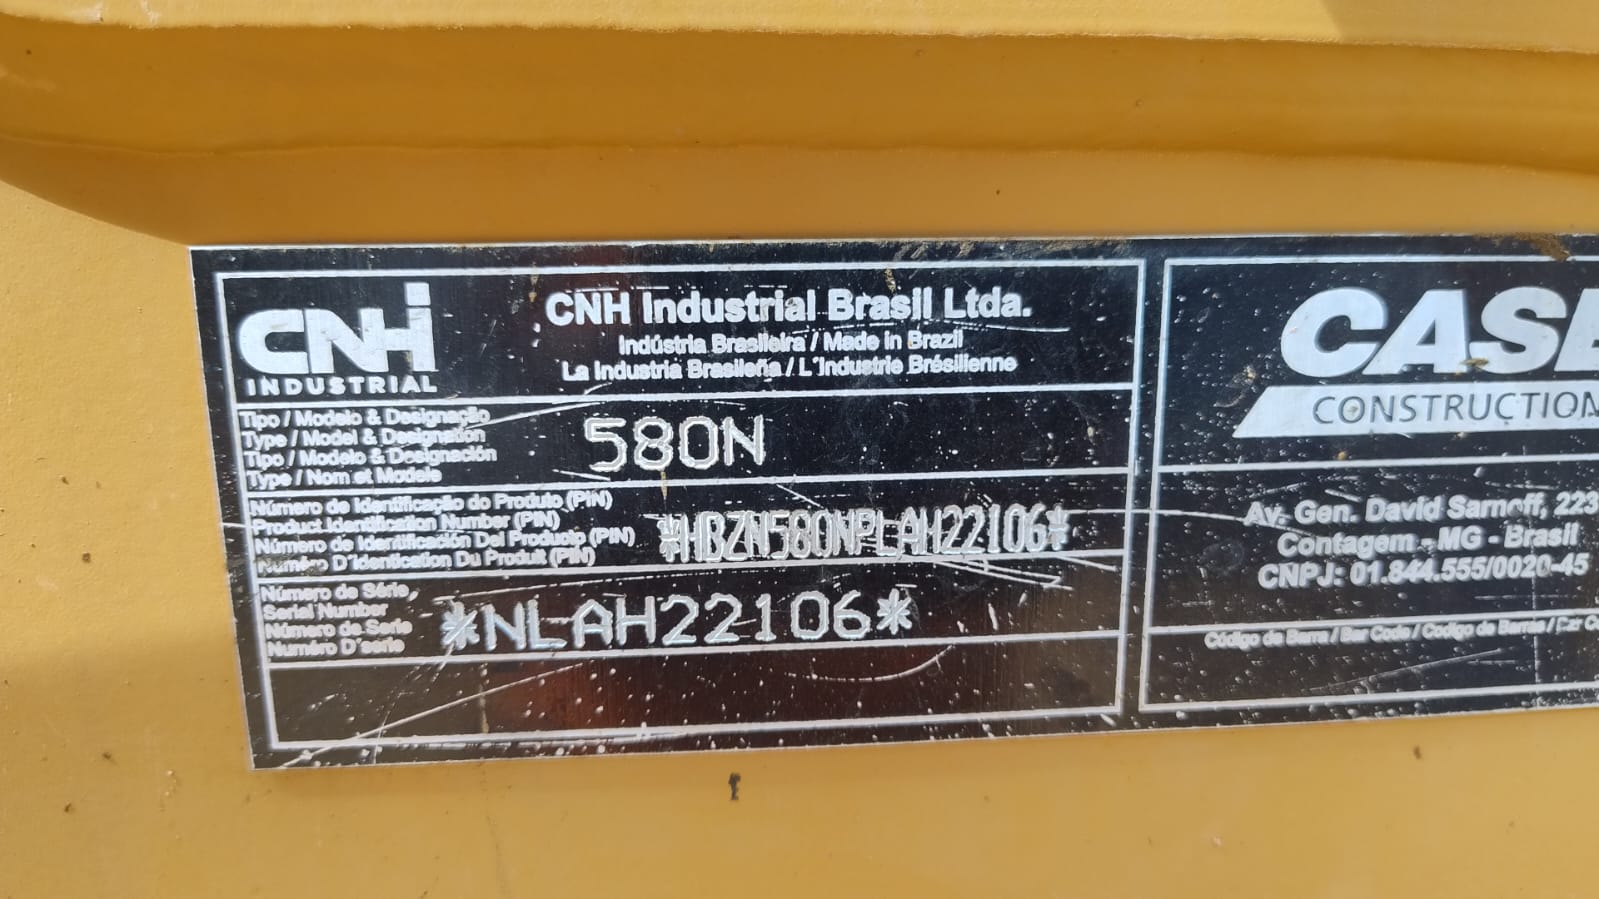 CNHi
INDUSTRIAL
CNH Industrial Brasil Ltda.
Indústria Brasileira / Made in Brazil
La Industria Brasileña / L'Industrie Brésilienne
Tipo / Modelo & Designação
Type / Model & Designation
Tipo / Modelo & Designación
Type / Nom et Modele
580N
Número de Identificação do Produto (PIN)
Product Identification Number (PIN)
Número de Identificación Del Producto (PIN)
Numéro D'identication Du Produit (PIN)
*HBZN580NPLAH22106*
Número de Série
Serial Number
Número de Serie
Numéro D'serie
*NLAH22106*
CASE
CONSTRUCTION
Av. Gen. David Sarnoff, 223
Contagem - MG - Brasil
CNPJ: 01.844.555/0020-45
Código de Barra / Bar Code / Código de Barras /